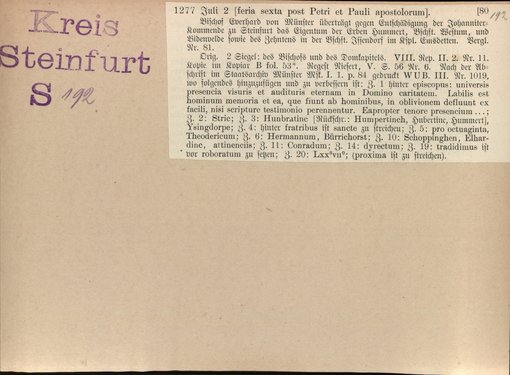 Kreis
Steinfurt
S 192
1277 Juli 2 [feria sexta post Petri et Pauli apostolorum]. [80
192
Bischof Everhard von Münster überträgt gegen Entschädigung der Johanniter-
Kommende zu Steinfurt das Eigentum der Erben Hummert, Bschft. Westum, und
Bibenvelde sowie des Zehntens in der Bschft. Issendorf im Kspl. Emsdetten. Vergl.
Nr. 81.
Orig. 2 Siegel: des Bischofs und des Domkapitels. VIII. Rep. II. 2. Nr. 11.
Kopie im Kopiar B fol. 53ᵃ. Regest Niesert, V. S. 56 Nr. 6. Nach der Ab-
schrift im Staatsarchiv Münster Mst. I. 1. p. 84 gedruckt WUB. III. Nr. 1019,
wo folgendes hinzuzufügen und zu verbessern ist: Z. 1 hinter episcopus: universis
presencia visuris et audituris eternam in Domino caritatem. Labilis est
hominum memoria et ea, que fiunt ab hominibus, in oblivionem defluunt ex
facili, nisi scripture testimonio perennentur. Eapropter tenore presencium ...;
Z. 2: Stric; Z. 3: Hunbratine [Rückschr.: Humpertinch, Hubertinc, Hummert],
Ysingdorpe; Z. 4: hinter fratribus ist sancte zu streichen; Z. 5: pro octuaginta,
Theodericum; Z. 6: Hermannum, Bürrichorst; Z. 10: Schoppinghen, Elhar-
dinc, attinenciis; Z. 11: Conradum; Z. 14: dyrectum; Z. 19: tradidimus ist
vor roboratum zu setzen; Z. 20: Lxxᵒviiᵒ; (proxima ist zu streichen).